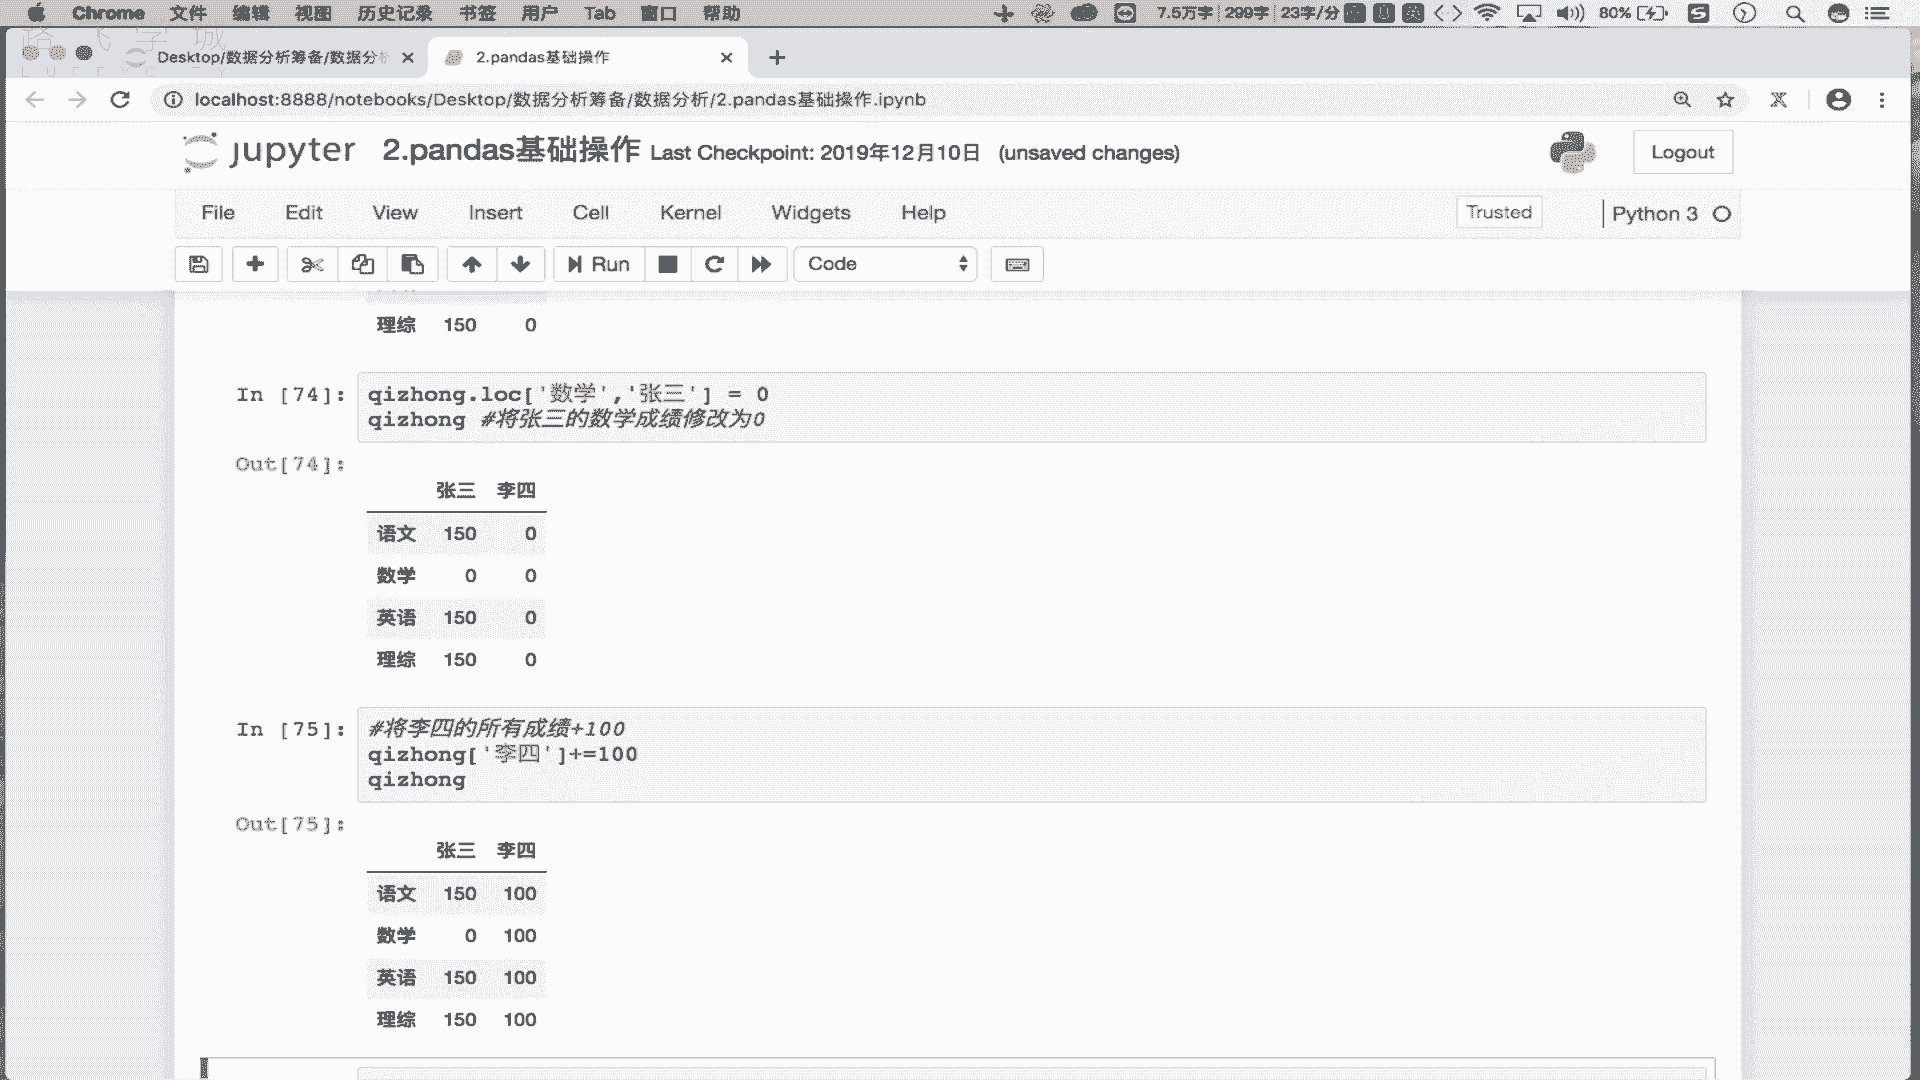 Chrome 文件 编辑 视图 历史记录 书签 用户 Tab 窗口 帮助 7.5万字 299字 23字/分 80%
Desktop/数据分析筹备/数据分析 2.pandas基础操作
localhost:8888/notebooks/Desktop/数据分析筹备/数据分析/2.pandas基础操作.ipynb
jupyter 2.pandas基础操作 Last Checkpoint: 2019年12月10日 (unsaved changes) Logout
File Edit View Insert Cell Kernel Widgets Help Trusted Python 3
Run Code
理综 150 0
In [74]: qizhong.loc['数学','张三'] = 0
qizhong #将张三的数学成绩修改为0
Out[74]:
张三 李四
语文 150 0
数学 0 0
英语 150 0
理综 150 0
In [75]: #将李四的所有成绩+100
qizhong['李四']+=100
qizhong
Out[75]:
张三 李四
语文 150 100
数学 0 100
英语 150 100
理综 150 100